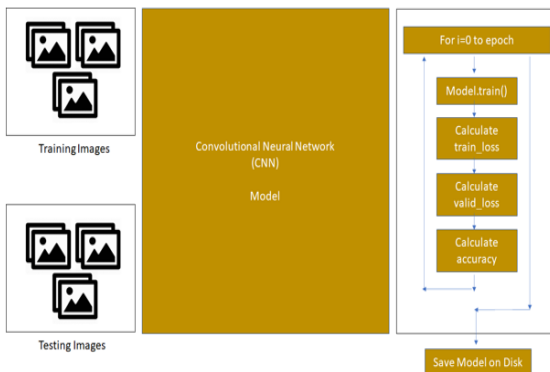 Training Images
Testing Images
Convolutional Neural Network
(CNN)
Model
For i=0 to epoch
Model.train()
Calculate
train_loss
Calculate
valid_loss
Calculate
accuracy
Save Model on Disk